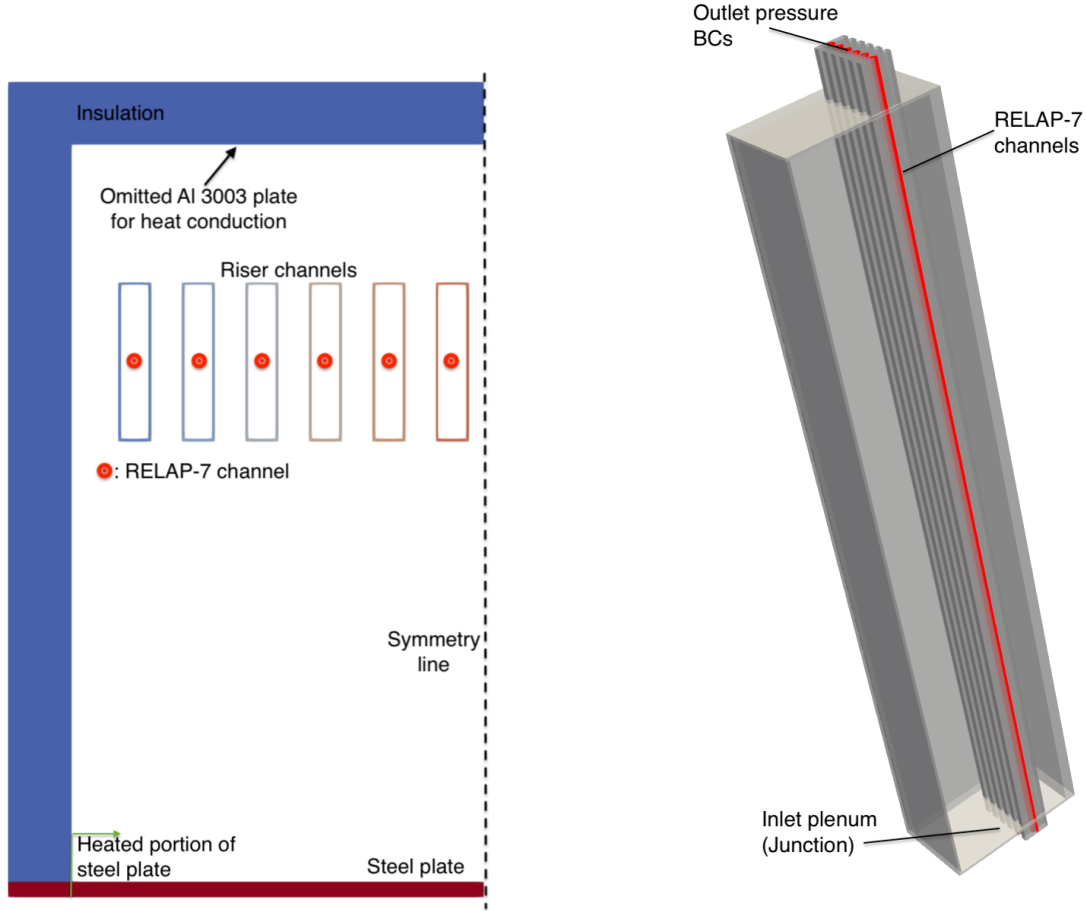 Insulation
Omitted Al 3003 plate
for heat conduction
Riser channels
: RELAP-7 channel
Symmetry
line
Heated portion of
steel plate
Steel plate
Outlet pressure
BCs
RELAP-7
channels
Inlet plenum
(Junction)